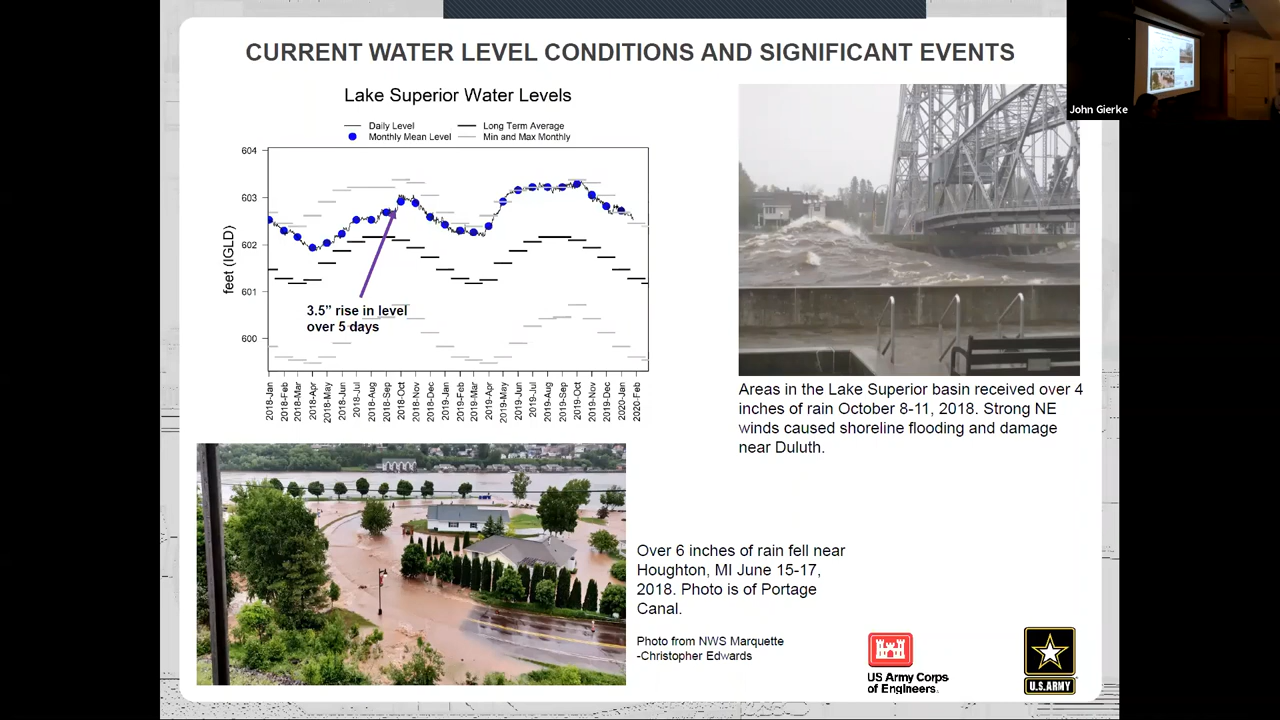 CURRENT WATER LEVEL CONDITIONS AND SIGNIFICANT EVENTS
John Gierke
Lake Superior Water Levels
Daily Level
Long Term Average
Monthly Mean Level
Min and Max Monthly
604
603
602
601
600
feet (IGLD)
3.5" rise in level
over 5 days
2018-Jan
2018-Feb
2018-Mar
2018-Apr
2018-May
2018-Jun
2018-Jul
2018-Aug
2018-Sep
2018-Oct
2018-Nov
2018-Dec
2019-Jan
2019-Feb
2019-Mar
2019-Apr
2019-May
2019-Jun
2019-Jul
2019-Aug
2019-Sep
2019-Oct
2019-Nov
2019-Dec
2020-Jan
2020-Feb
Areas in the Lake Superior basin received over 4
inches of rain October 8-11, 2018. Strong NE
winds caused shoreline flooding and damage
near Duluth.
Over 6 inches of rain fell near
Houghton, MI June 15-17,
2018. Photo is of Portage
Canal.
Photo from NWS Marquette
-Christopher Edwards
US Army Corps
of Engineers.
U.S.ARMY